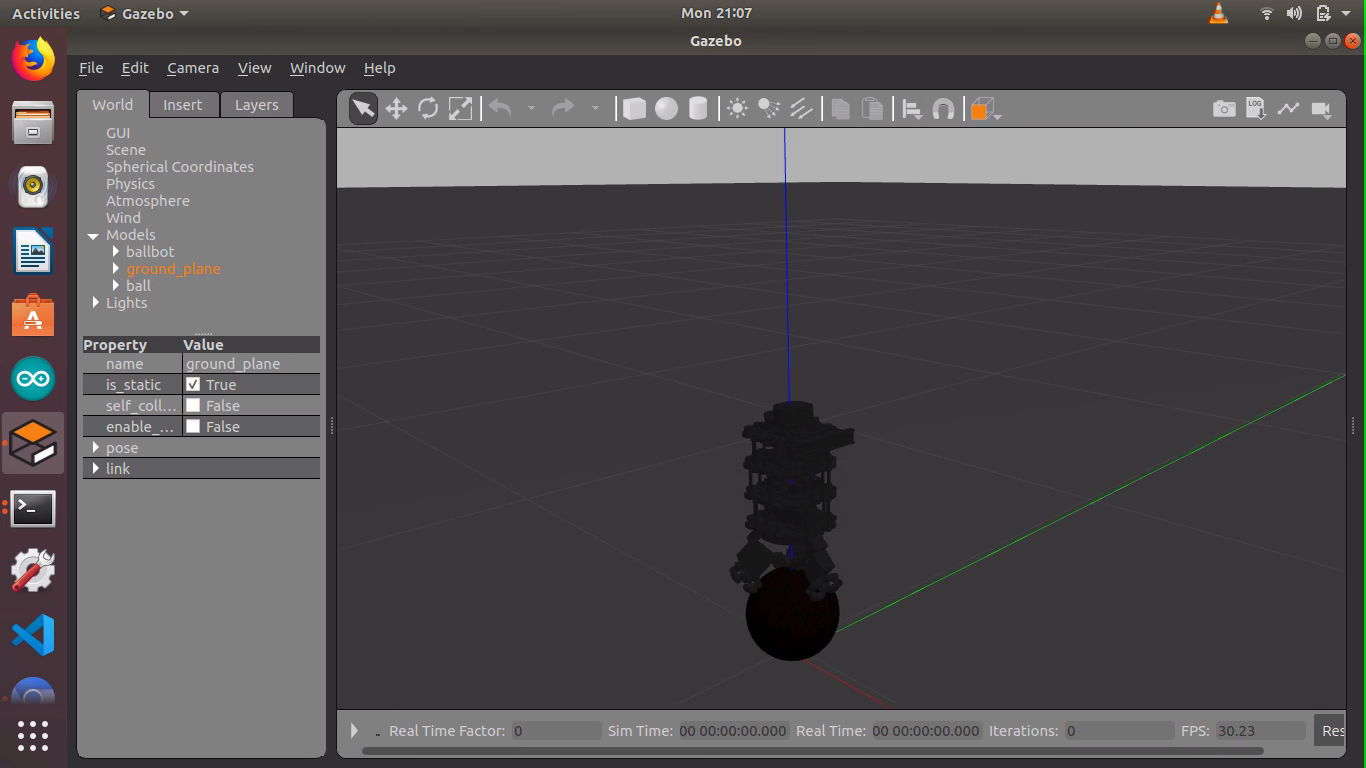 Activities Gazebo Mon 21:07
Gazebo
File Edit Camera View Window Help
World Insert Layers
GUI
Scene
Spherical Coordinates
Physics
Atmosphere
Wind
Models
ballbot
ground_plane
ball
Lights
Property Value
name ground_plane
is_static True
self_coll... False
enable_... False
pose
link
LOG
Real Time Factor: 0 Sim Time: 00 00:00:00.000 Real Time: 00 00:00:00.000 Iterations: 0 FPS: 30.23 Res